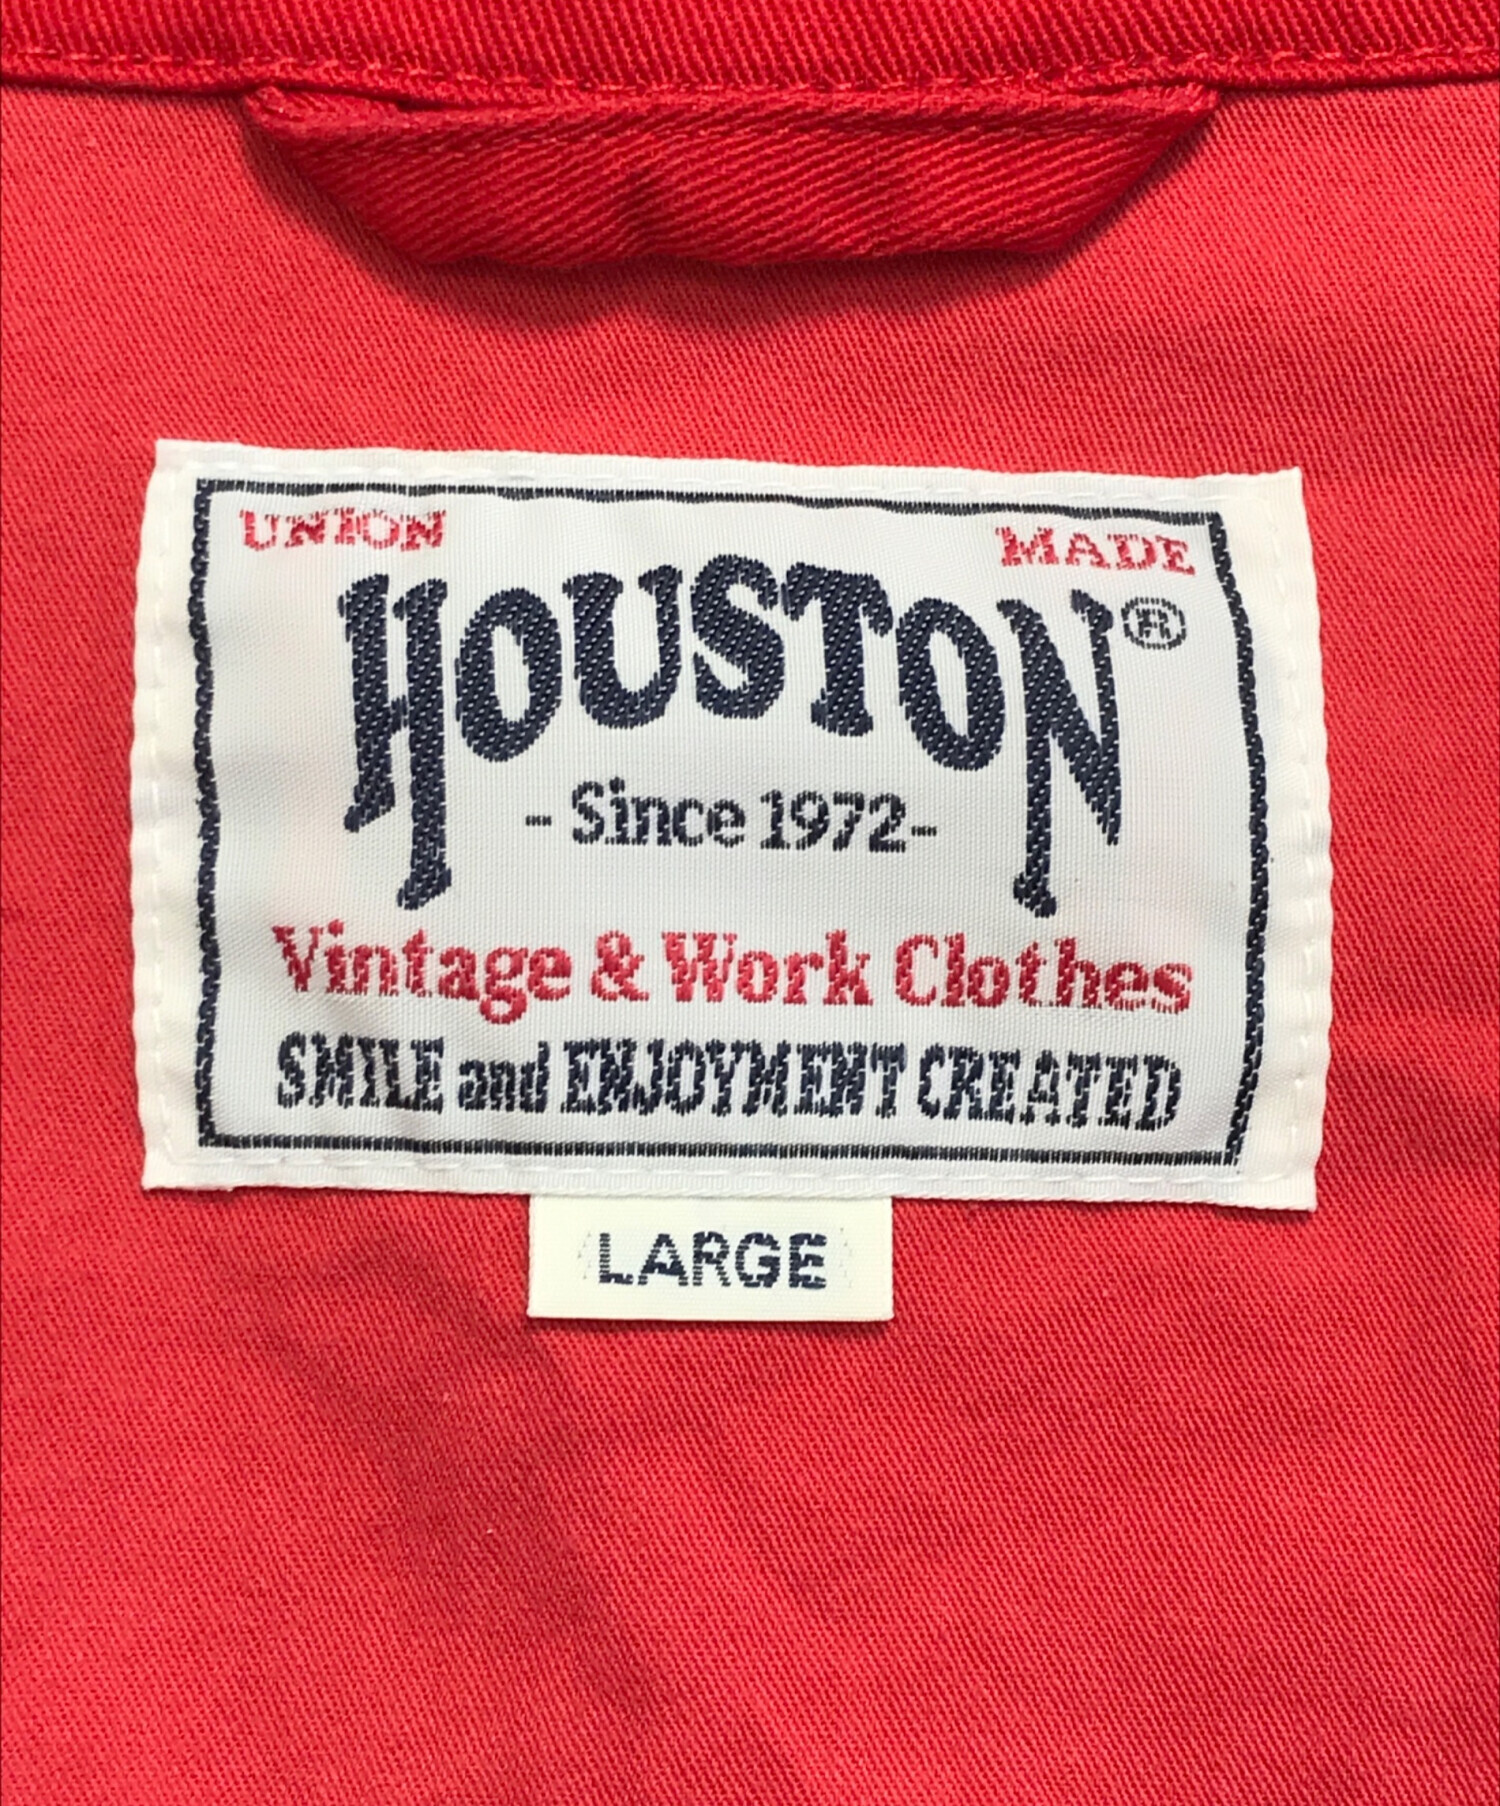 UNION MADE
HOUSTON®
- Since 1972-
Vintage & Work Clothes
SMILE and ENJOYMENT CREATED
LARGE